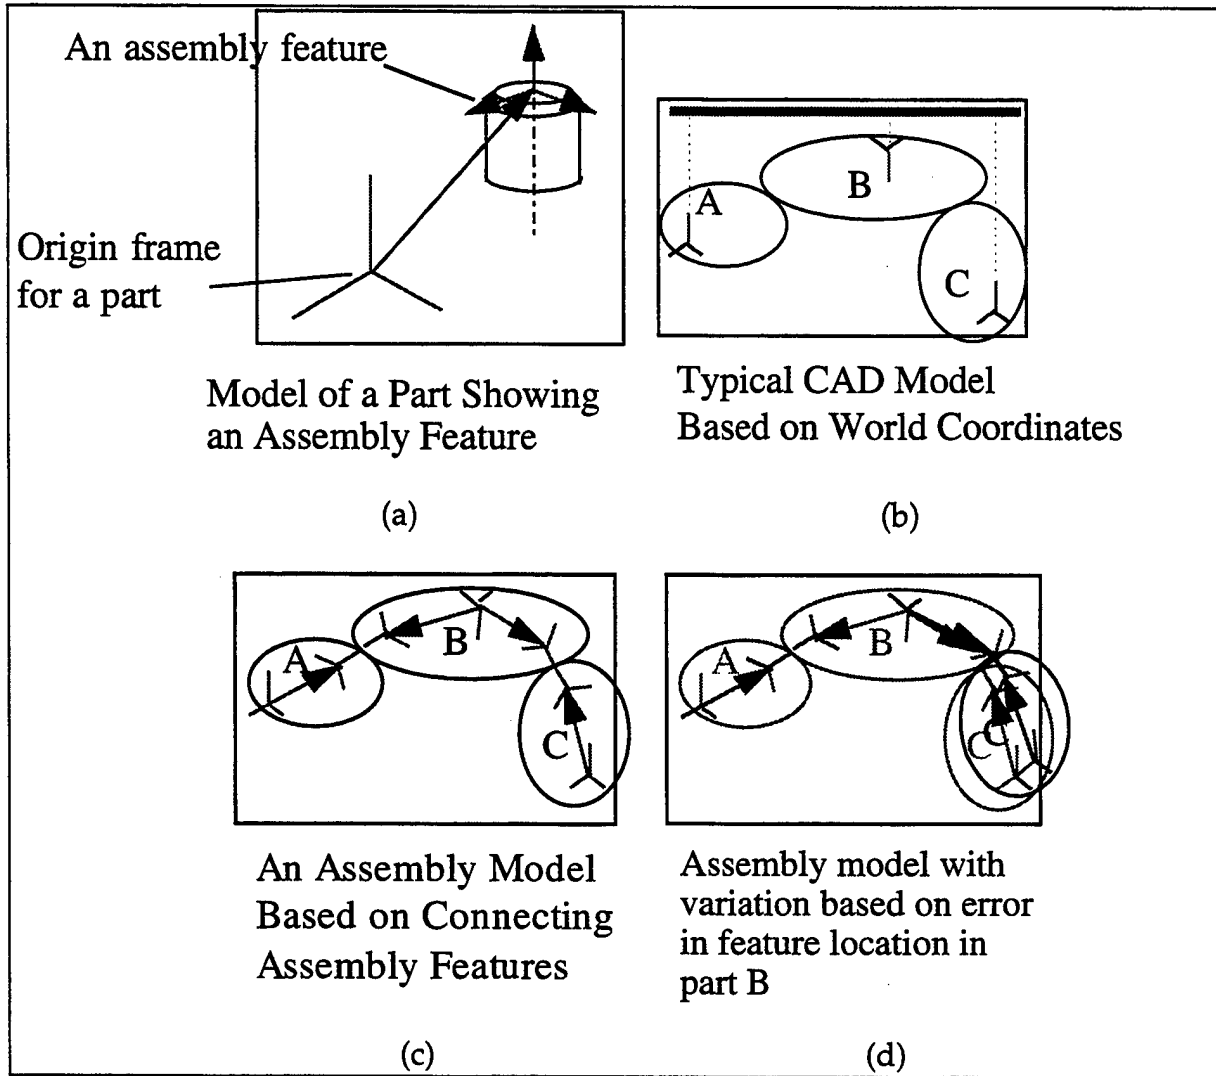 An assembly feature
Origin frame
for a part
Model of a Part Showing
an Assembly Feature
(a)
A
B
C
Typical CAD Model
Based on World Coordinates
(b)
A
B
C
An Assembly Model
Based on Connecting
Assembly Features
(c)
A
B
C
C
Assembly model with
variation based on error
in feature location in
part B
(d)